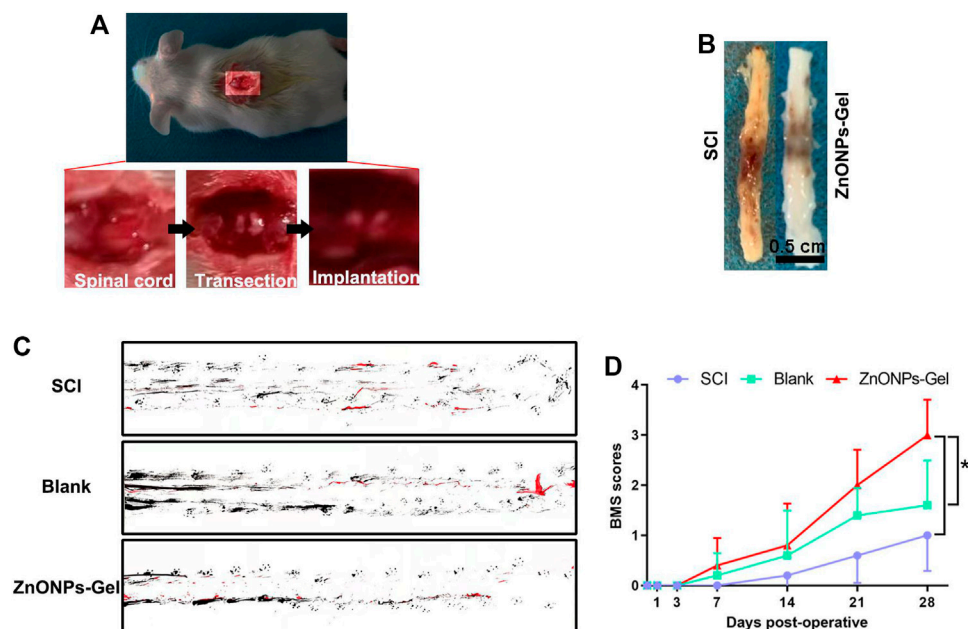 A
Spinal cord
Transection
Implantation
B
SCI
ZnONPs-Gel
0.5 cm
C
SCI
Blank
ZnONPs-Gel
D
SCI Blank ZnONPs-Gel
BMS scores
4
3
2
1
0
*
1 3 7 14 21 28
Days post-operative